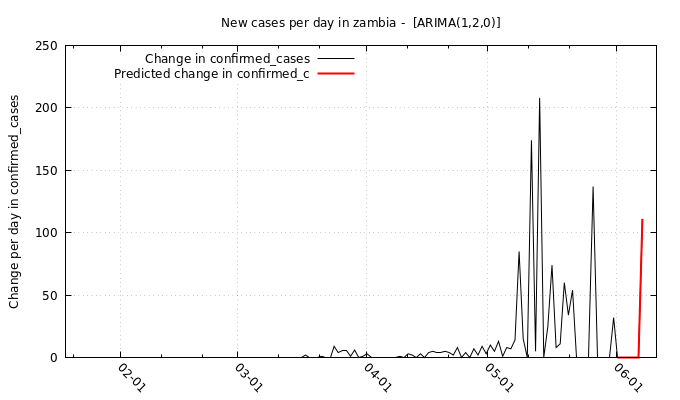 New cases per day in zambia -  [ARIMA(1,2,0)]
Change in confirmed_cases
Predicted change in confirmed_c
Change per day in confirmed_cases
250
200
150
100
50
0
02-01
03-01
04-01
05-01
06-01